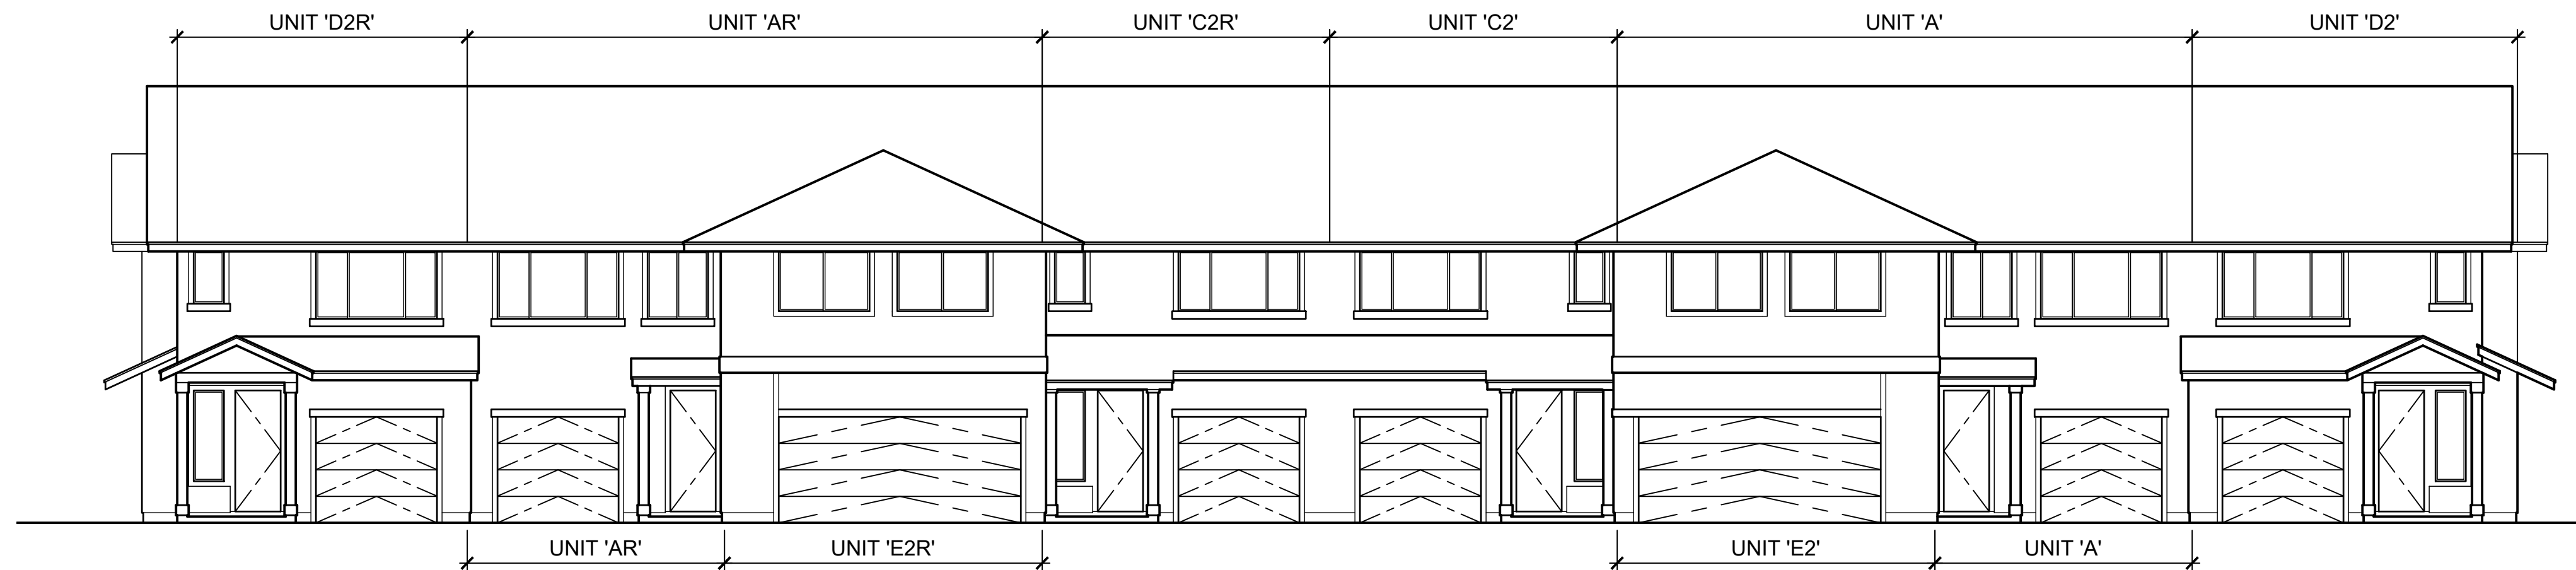 UNIT 'D2R'
UNIT 'AR'
UNIT 'C2R'
UNIT 'C2'
UNIT 'A'
UNIT 'D2'
UNIT 'AR'
UNIT 'E2R'
UNIT 'E2'
UNIT 'A'